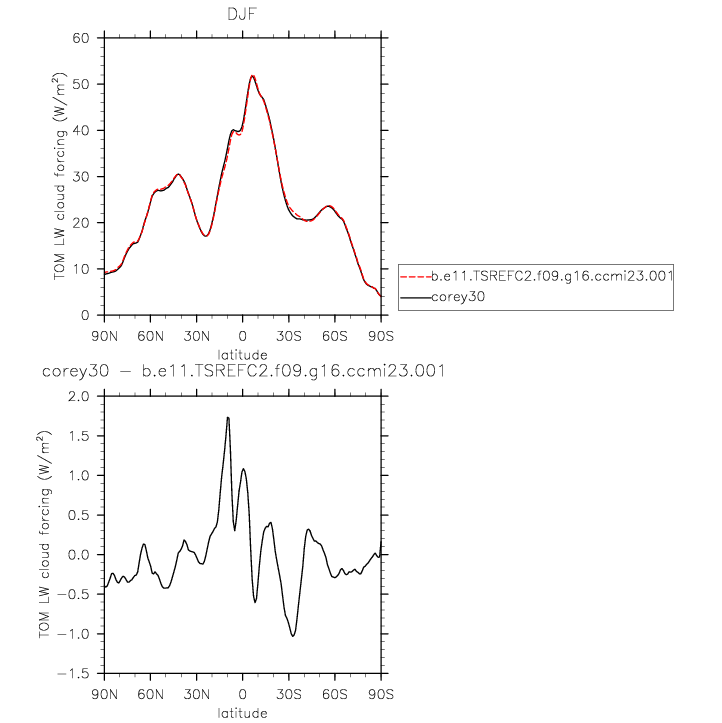 DJF
TOM LW cloud forcing (W/m²)
60
50
40
30
20
10
0
90N 60N 30N 0 30S 60S 90S
latitude
b.e11.TSREFC2.f09.g16.ccmi23.001
corey30
corey30 − b.e11.TSREFC2.f09.g16.ccmi23.001
TOM LW cloud forcing (W/m²)
2.0
1.5
1.0
0.5
0.0
−0.5
−1.0
−1.5
90N 60N 30N 0 30S 60S 90S
latitude